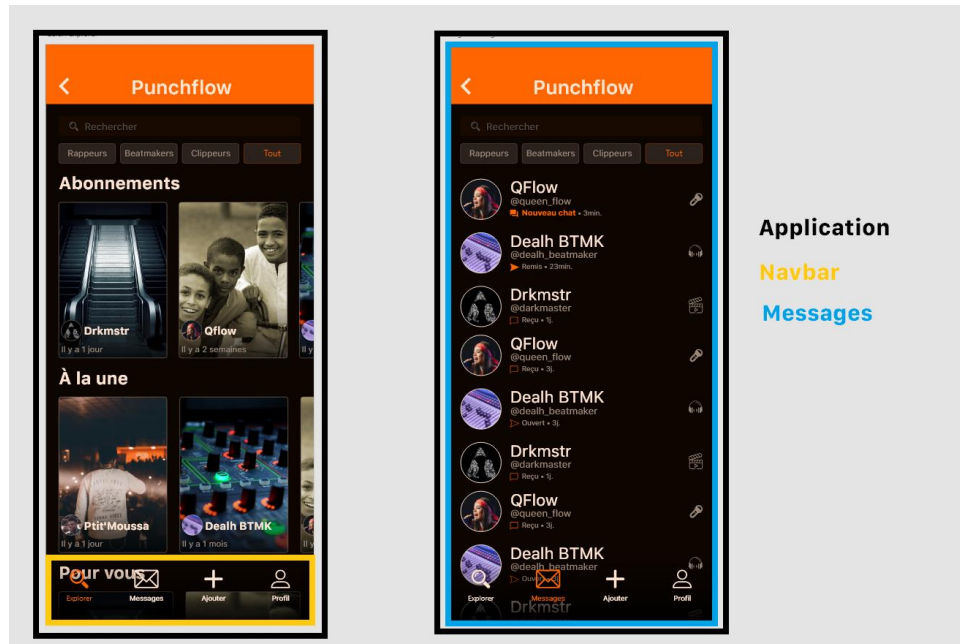 Punchflow
Rechercher
Rappeurs Beatmakers Clippeurs Tout
Abonnements
Drkmstr
Il y a 1 jour
Qflow
Il y a 2 semaines
Il y
À la une
Ptit'Moussa
Il y a 1 jour
Dealh BTMK
Il y a 1 mois
Il y
Pour vous
Explorer Messages Ajouter Profil
Punchflow
Rechercher
Rappeurs Beatmakers Clippeurs Tout
QFlow
@queen_flow
Nouveau chat • 3min.
Dealh BTMK
@dealh_beatmaker
Remis • 23min.
Drkmstr
@darkmaster
Reçu • 1j.
QFlow
@queen_flow
Reçu • 3j.
Dealh BTMK
@dealh_beatmaker
Ouvert • 3j.
Drkmstr
@darkmaster
Reçu • 1j.
QFlow
@queen_flow
Reçu • 3j.
Dealh BTMK
@dealh_beatmaker
Drkmstr
Explorer Messages Ajouter Profil
Application
Navbar
Messages